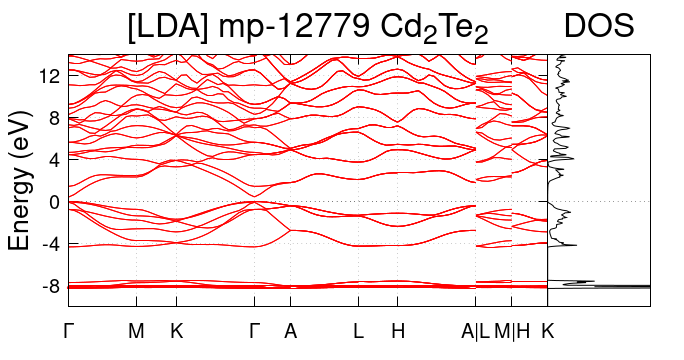 [LDA] mp-12779 Cd2Te2 DOS
Energy (eV)
12
8
4
0
-4
-8
Γ M K Γ A L H A|L M|H K